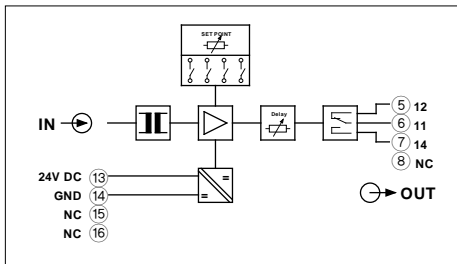 SET POINT
IN
Delay
5 12
6 11
7 14
8 NC
24V DC 13
GND 14
NC 15
NC 16
OUT